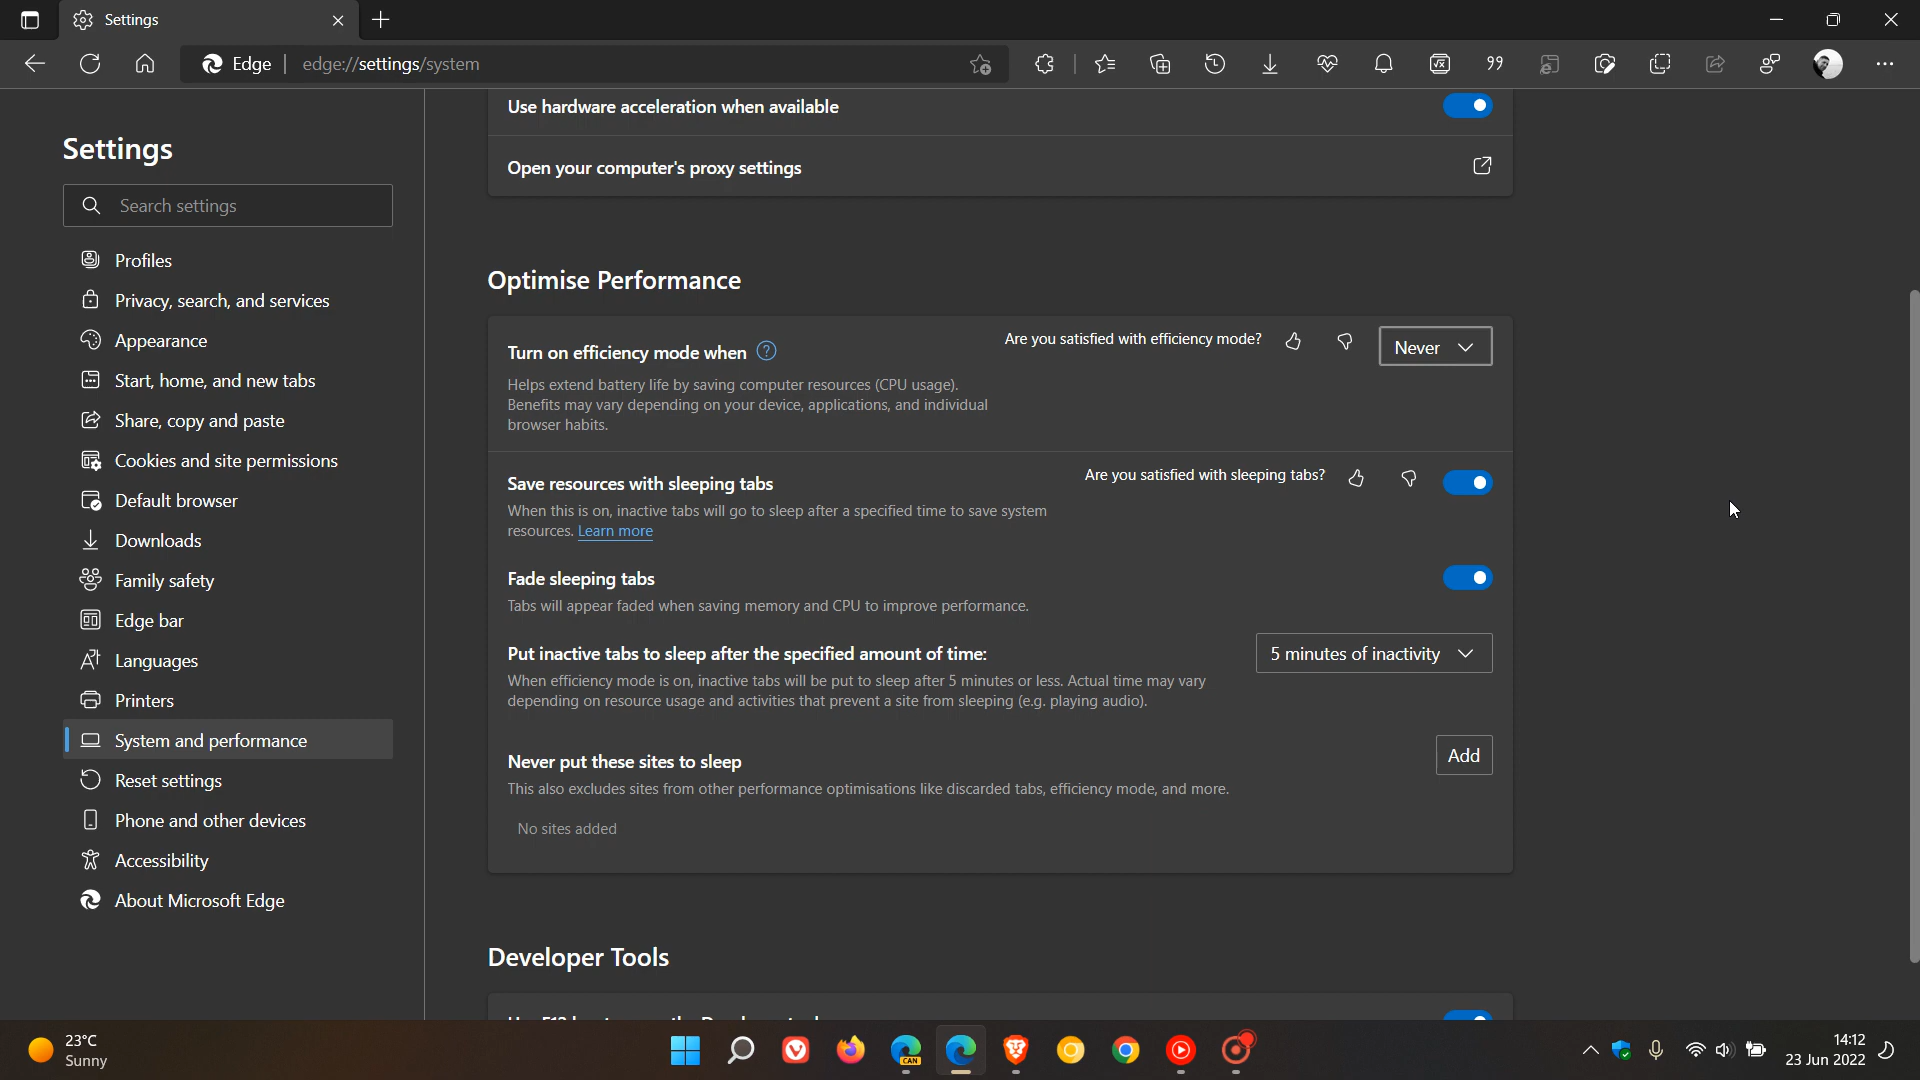 Settings
Edge
edge://settings/system
Settings
Search settings
Profiles
Privacy, search, and services
Appearance
Start, home, and new tabs
Share, copy and paste
Cookies and site permissions
Default browser
Downloads
Family safety
Edge bar
Languages
Printers
System and performance
Reset settings
Phone and other devices
Accessibility
About Microsoft Edge
Use hardware acceleration when available
Open your computer's proxy settings
Optimise Performance
Turn on efficiency mode when
Are you satisfied with efficiency mode?
Never
Helps extend battery life by saving computer resources (CPU usage).
Benefits may vary depending on your device, applications, and individual
browser habits.
Save resources with sleeping tabs
Are you satisfied with sleeping tabs?
When this is on, inactive tabs will go to sleep after a specified time to save system
resources. Learn more
Fade sleeping tabs
Tabs will appear faded when saving memory and CPU to improve performance.
Put inactive tabs to sleep after the specified amount of time:
5 minutes of inactivity
When efficiency mode is on, inactive tabs will be put to sleep after 5 minutes or less. Actual time may vary
depending on resource usage and activities that prevent a site from sleeping (e.g. playing audio).
Never put these sites to sleep
Add
This also excludes sites from other performance optimisations like discarded tabs, efficiency mode, and more.
No sites added
Developer Tools
23°C
Sunny
CAN
14:12
23 Jun 2022